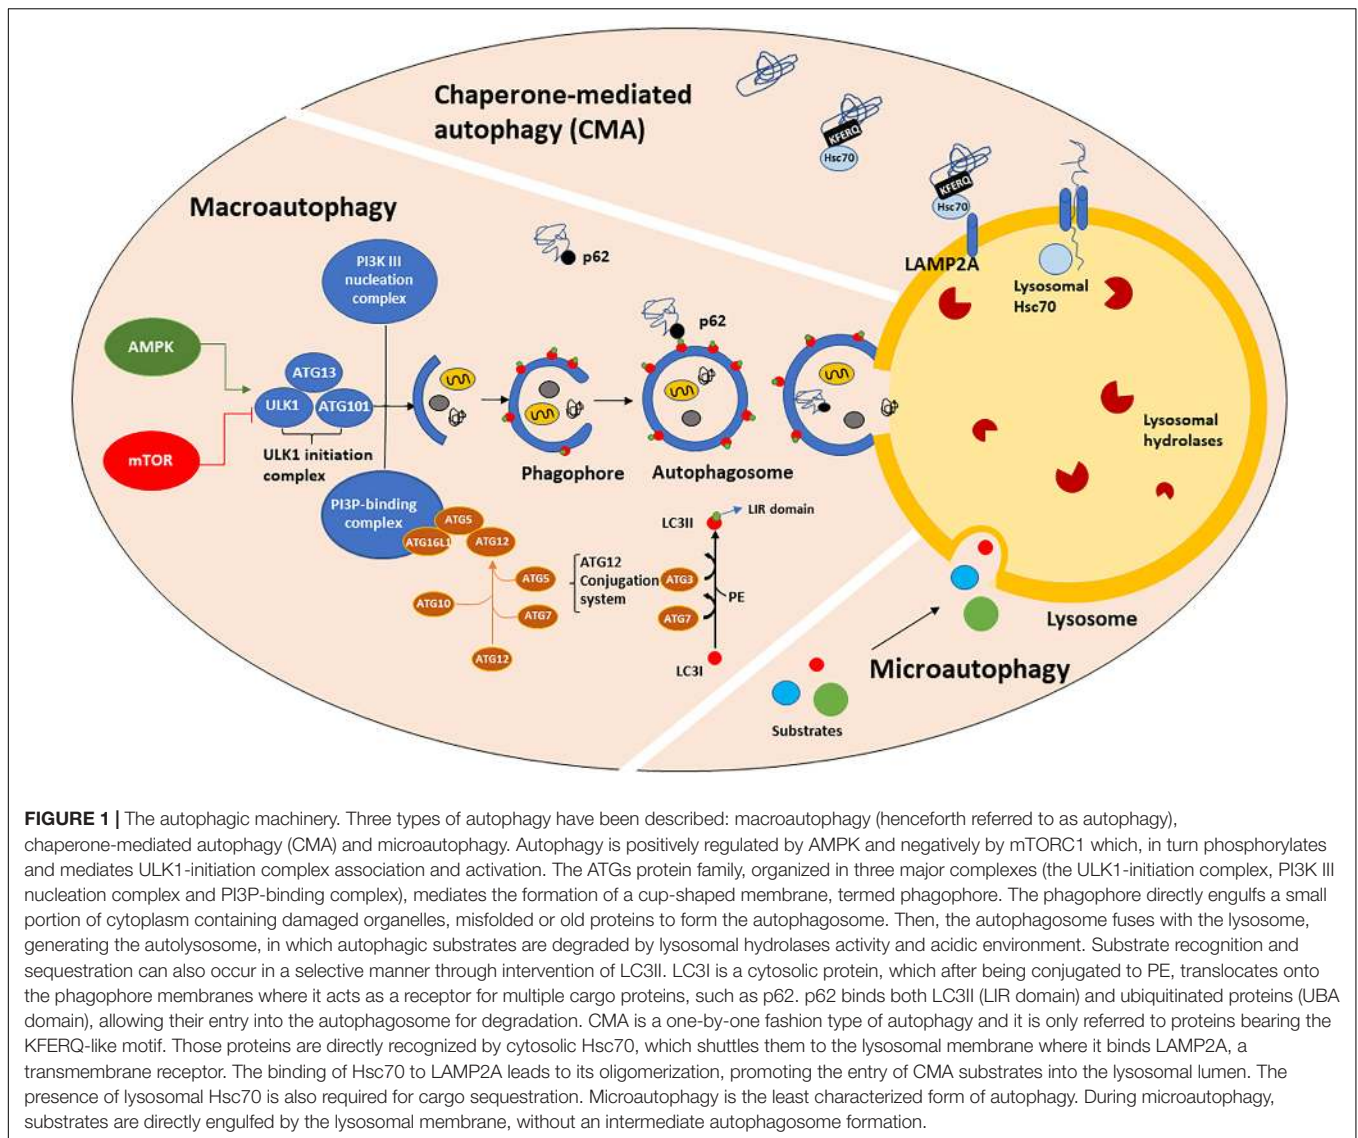 Chaperone-mediated
autophagy (CMA)
KFERQ
Hsc70
KFERQ
Hsc70
LAMP2A
Lysosomal
Hsc70
Lysosomal
hydrolases
Lysosome
Macroautophagy
PI3K III
nucleation
complex
p62
p62
AMPK
mTOR
ATG13
ULK1
ATG101
ULK1 initiation
complex
Phagophore
Autophagosome
PI3P-binding
complex
ATG5
ATG16L1
ATG12
ATG5
ATG10
ATG7
ATG12
ATG12
Conjugation
system
LC3II
LIR domain
ATG3
PE
ATG7
LC3I
Microautophagy
Substrates
FIGURE 1 | The autophagic machinery. Three types of autophagy have been described: macroautophagy (henceforth referred to as autophagy),
chaperone-mediated autophagy (CMA) and microautophagy. Autophagy is positively regulated by AMPK and negatively by mTORC1 which, in turn phosphorylates
and mediates ULK1-initiation complex association and activation. The ATGs protein family, organized in three major complexes (the ULK1-initiation complex, PI3K III
nucleation complex and PI3P-binding complex), mediates the formation of a cup-shaped membrane, termed phagophore. The phagophore directly engulfs a small
portion of cytoplasm containing damaged organelles, misfolded or old proteins to form the autophagosome. Then, the autophagosome fuses with the lysosome,
generating the autolysosome, in which autophagic substrates are degraded by lysosomal hydrolases activity and acidic environment. Substrate recognition and
sequestration can also occur in a selective manner through intervention of LC3II. LC3I is a cytosolic protein, which after being conjugated to PE, translocates onto
the phagophore membranes where it acts as a receptor for multiple cargo proteins, such as p62. p62 binds both LC3II (LIR domain) and ubiquitinated proteins (UBA
domain), allowing their entry into the autophagosome for degradation. CMA is a one-by-one fashion type of autophagy and it is only referred to proteins bearing the
KFERQ-like motif. Those proteins are directly recognized by cytosolic Hsc70, which shuttles them to the lysosomal membrane where it binds LAMP2A, a
transmembrane receptor. The binding of Hsc70 to LAMP2A leads to its oligomerization, promoting the entry of CMA substrates into the lysosomal lumen. The
presence of lysosomal Hsc70 is also required for cargo sequestration. Microautophagy is the least characterized form of autophagy. During microautophagy,
substrates are directly engulfed by the lysosomal membrane, without an intermediate autophagosome formation.